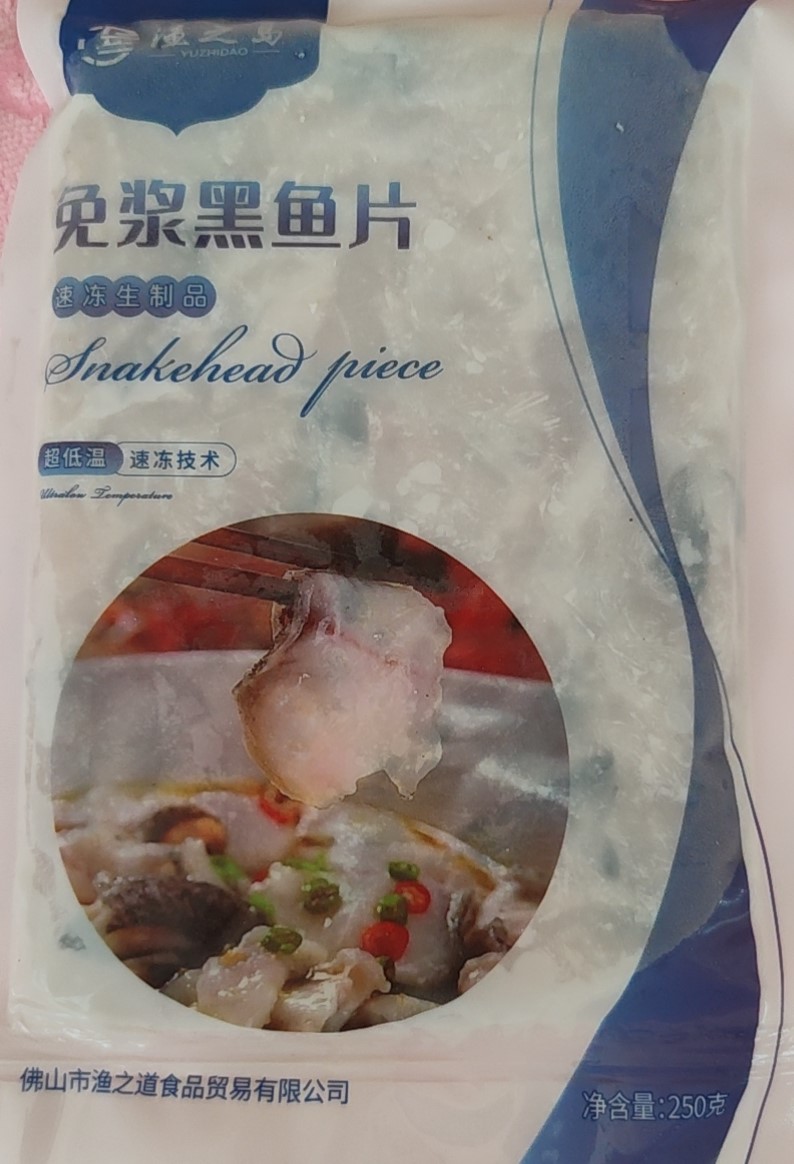 渔之岛
YUZHIDAO
免浆黑鱼片
速冻生制品
Snakehead piece
超低温 速冻技术
Ultralow Temperature
佛山市渔之道食品贸易有限公司
净含量:250克